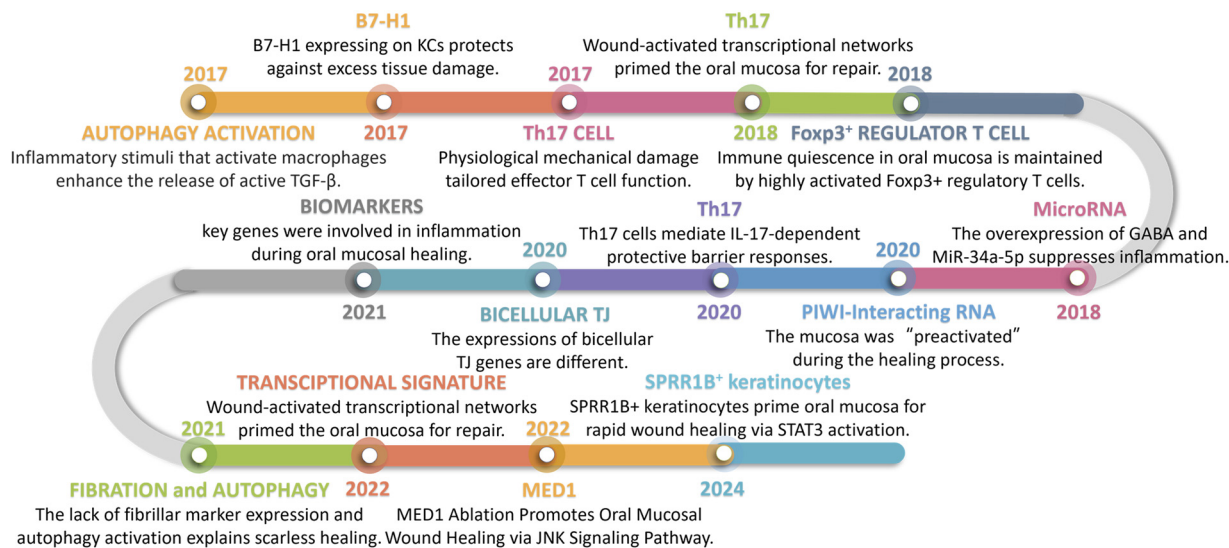 B7-H1
B7-H1 expressing on KCs protects
against excess tissue damage.
Th17
Wound-activated transcriptional networks
primed the oral mucosa for repair.
2017
2017
2018
AUTOPHAGY ACTIVATION
Inflammatory stimuli that activate macrophages
enhance the release of active TGF-β.
2017
Th17 CELL
Physiological mechanical damage
tailored effector T cell function.
2018
Foxp3⁺ REGULATOR T CELL
Immune quiescence in oral mucosa is maintained
by highly activated Foxp3+ regulatory T cells.
BIOMARKERS
key genes were involved in inflammation
during oral mucosal healing.
2020
Th17
Th17 cells mediate IL-17-dependent
protective barrier responses.
2020
MicroRNA
The overexpression of GABA and
MiR-34a-5p suppresses inflammation.
2021
BICELLULAR TJ
The expressions of bicellular
TJ genes are different.
2020
PIWI-Interacting RNA
The mucosa was “preactivated”
during the healing process.
2018
TRANSCIPTIONAL SIGNATURE
Wound-activated transcriptional networks
primed the oral mucosa for repair.
SPRR1B⁺ keratinocytes
SPRR1B+ keratinocytes prime oral mucosa for
rapid wound healing via STAT3 activation.
2021
2022
FIBRATION and AUTOPHAGY
The lack of fibrillar marker expression and
autophagy activation explains scarless healing.
2022
MED1
MED1 Ablation Promotes Oral Mucosal
Wound Healing via JNK Signaling Pathway.
2024